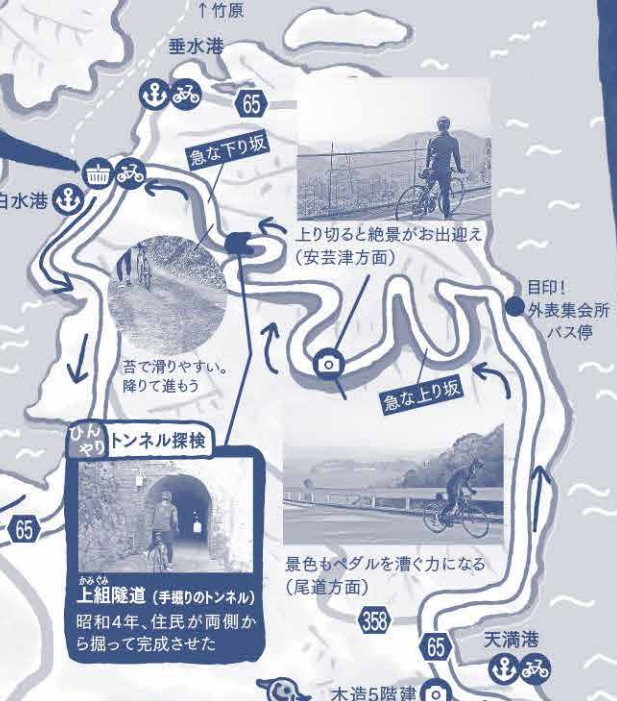 ↑竹原
垂水港
65
急な下り坂
白水港
上り切ると絶景がお出迎え
(安芸津方面)
目印!
外表集会所
バス停
苔で滑りやすい。
降りて進もう
急な上り坂
ひん
やり
トンネル探検
65
景色もペダルを漕ぐ力になる
(尾道方面)
かみぐみ
上組隧道(手掘りのトンネル)
昭和4年、住民が両側か
ら掘って完成させた
358
65
天満港
木造5階建